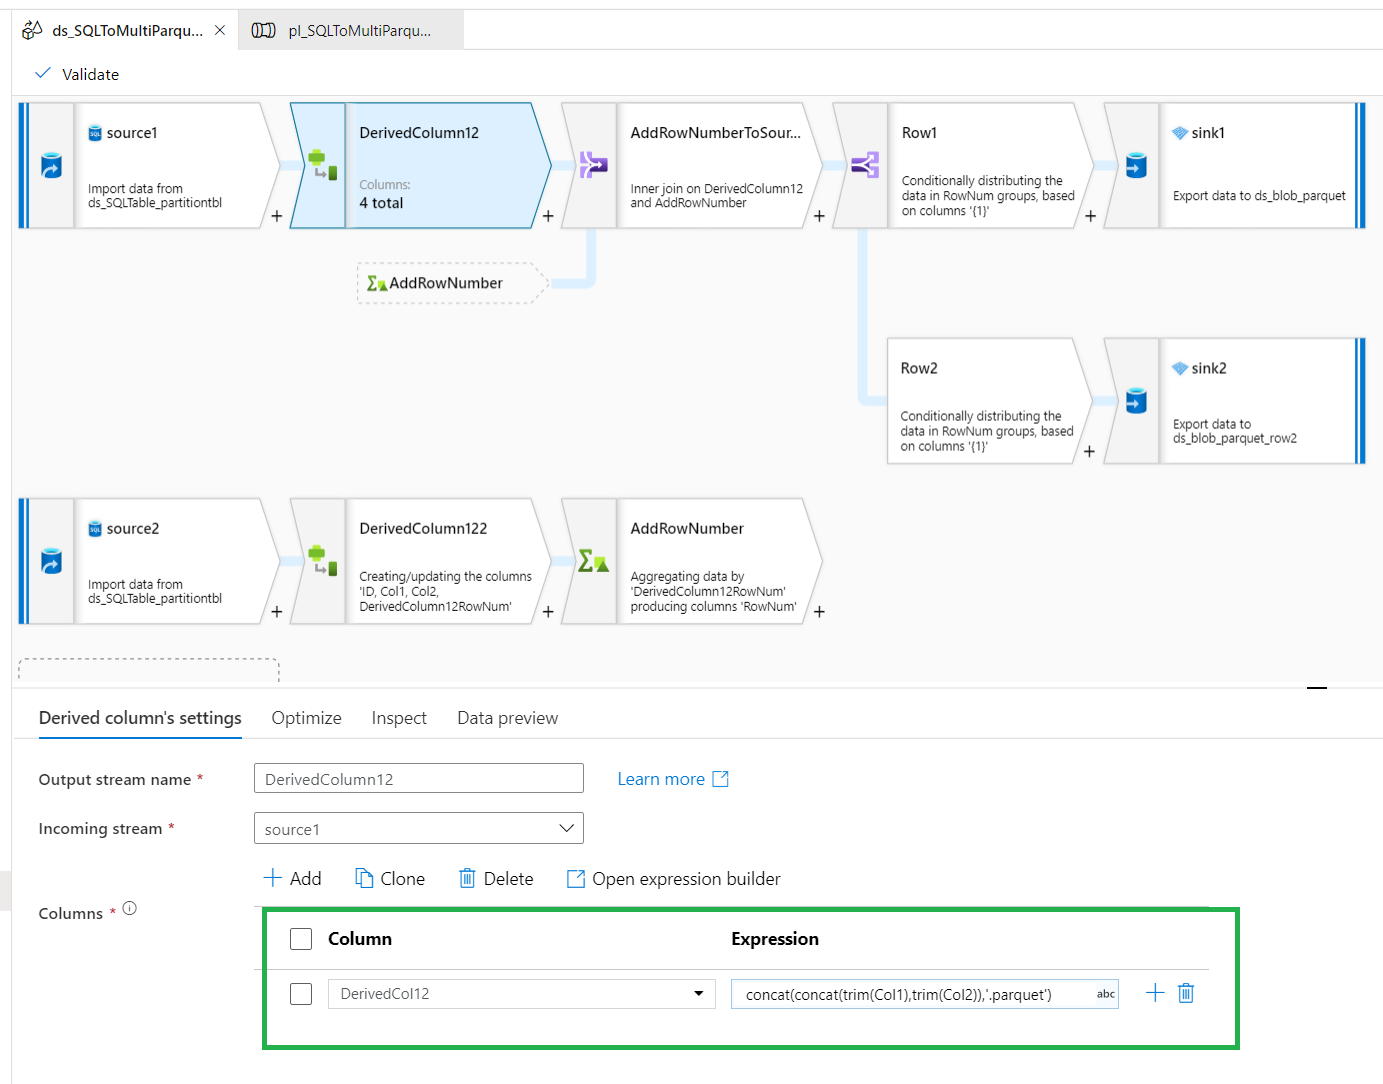 ds_SQLToMultiParqu...
pl_SQLToMultiParqu...
Validate
source1
Import data from
ds_SQLTable_partitiontbl
DerivedColumn12
Columns:
4 total
AddRowNumberToSour...
Inner join on DerivedColumn12
and AddRowNumber
Row1
Conditionally distributing the
data in RowNum groups, based
on columns '{1}'
sink1
Export data to ds_blob_parquet
AddRowNumber
Row2
Conditionally distributing the
data in RowNum groups, based
on columns '{1}'
sink2
Export data to
ds_blob_parquet_row2
source2
Import data from
ds_SQLTable_partitiontbl
DerivedColumn122
Creating/updating the columns
'ID, Col1, Col2,
DerivedColumn12RowNum'
AddRowNumber
Aggregating data by
'DerivedColumn12RowNum'
producing columns 'RowNum'
Derived column's settings
Optimize
Inspect
Data preview
Output stream name *
DerivedColumn12
Learn more
Incoming stream *
source1
Add
Clone
Delete
Open expression builder
Columns *
Column
Expression
DerivedCol12
concat(concat(trim(Col1),trim(Col2)),'.parquet')
abc